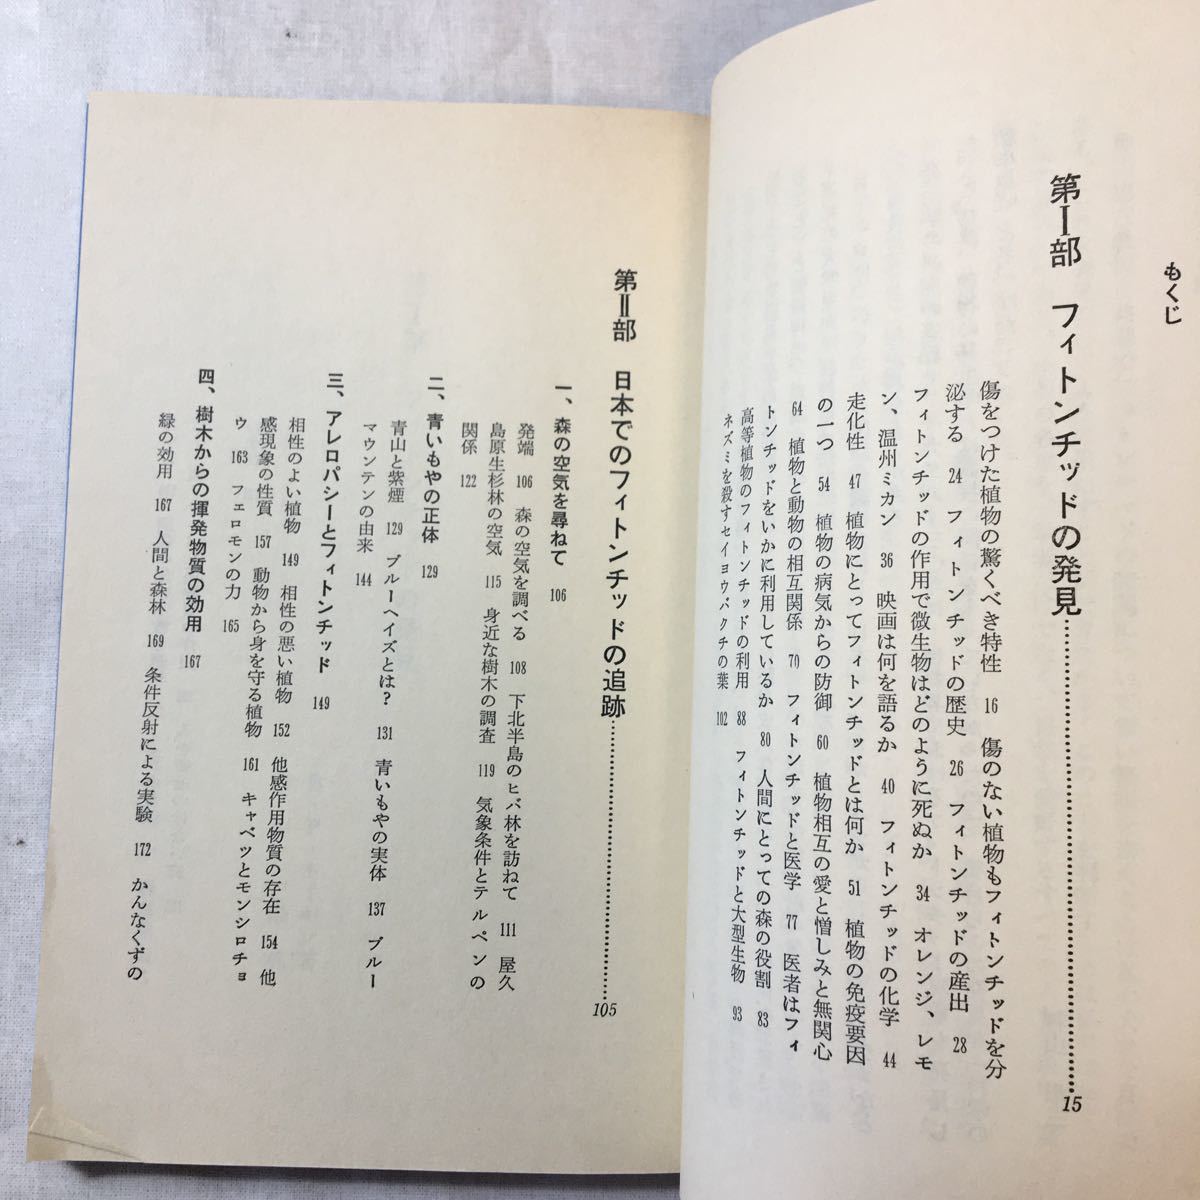 もくじ
第Ⅰ部　フィトンチッドの発見……………………15
傷をつけた植物の驚くべき特性　16　傷のない植物もフィトンチッドを分
泌する　24　フィトンチッドの歴史　26　フィトンチッドの産出　28
フィトンチッドの作用で微生物はどのように死ぬか　34　オレンジ、レモ
ン、温州ミカン　36　映画は何を語るか　40　フィトンチッドの化学　44
走化性　47　植物にとってフィトンチッドとは何か　51　植物の免疫要因
の一つ　54　植物の病気からの防御　60　植物相互の愛と憎しみと無関心
64　植物と動物の相互関係　70　フィトンチッドと医学　77　医者はフィ
トンチッドをいかに利用しているか　80　人間にとっての森の役割　83
高等植物のフィトンチッドの利用　88　フィトンチッドと大型生物　93
ネズミを殺すセイヨウバクチの葉　102
第Ⅱ部　日本でのフィトンチッドの追跡……………………105
一、森の空気を尋ねて　106
発端　106　森の空気を調べる　108　下北半島のヒバ林を訪ねて　111　屋久
島原生杉林の空気　115　身近な樹木の調査　119　気象条件とテルペンの
関係　122
二、青いもやの正体　129
青山と紫煙　129　ブルーヘイズとは？　131　青いもやの実体　137　ブルー
マウンテンの由来　144
三、アレロパシーとフィトンチッド　149
相性のよい植物　149　相性の悪い植物　152　他感作用物質の存在　154　他
感現象の性質　157　動物から身を守る植物　161　キャベツとモンシロチョ
ウ　163　フェロモンの力　165
四、樹木からの揮発物質の効用　167
緑の効用　167　人間と森林　169　条件反射による実験　172　かんなくずの